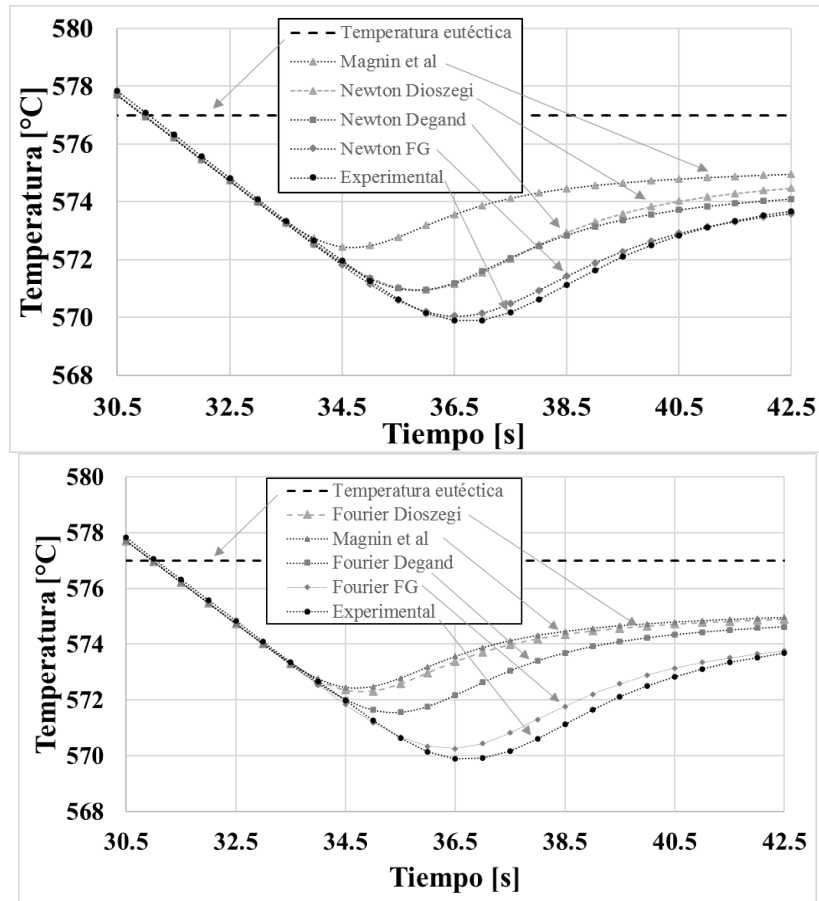 580
578
576
574
572
570
568
Temperatura [°C]
Temperatura eutéctica
Magnin et al
Newton Dioszegi
Newton Degand
Newton FG
Experimental
30.5 32.5 34.5 36.5 38.5 40.5 42.5
Tiempo [s]
580
578
576
574
572
570
568
Temperatura [°C]
Temperatura eutéctica
Fourier Dioszegi
Magnin et al
Fourier Degand
Fourier FG
Experimental
30.5 32.5 34.5 36.5 38.5 40.5 42.5
Tiempo [s]